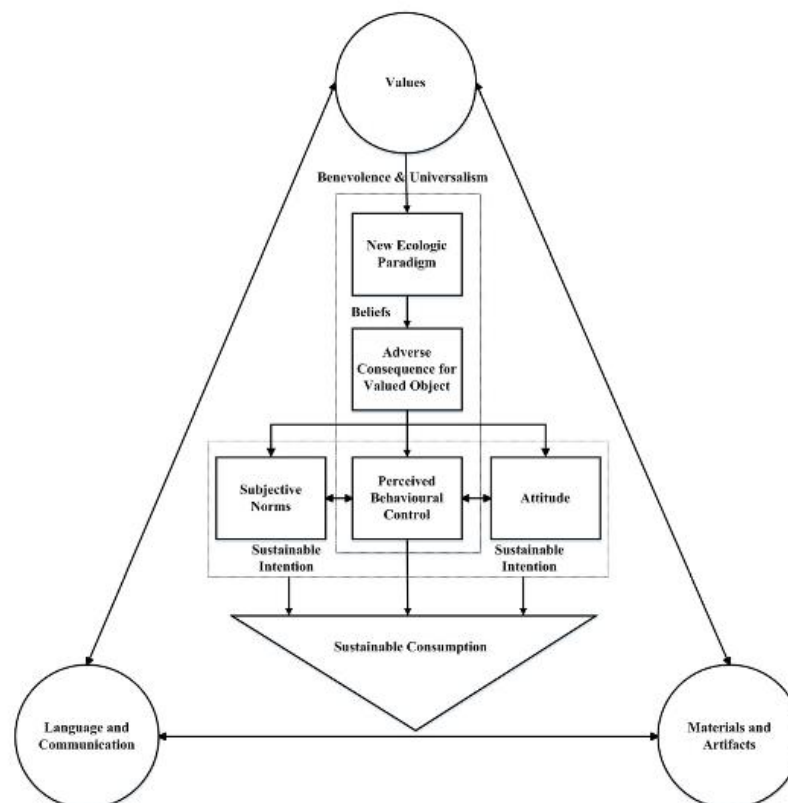 Values
Benevolence & Universalism
New Ecologic
Paradigm
Beliefs
Adverse
Consequence for
Valued Object
Subjective
Norms
Perceived
Behavioural
Control
Attitude
Sustainable
Intention
Sustainable
Intention
Sustainable Consumption
Language and
Communication
Materials and
Artifacts